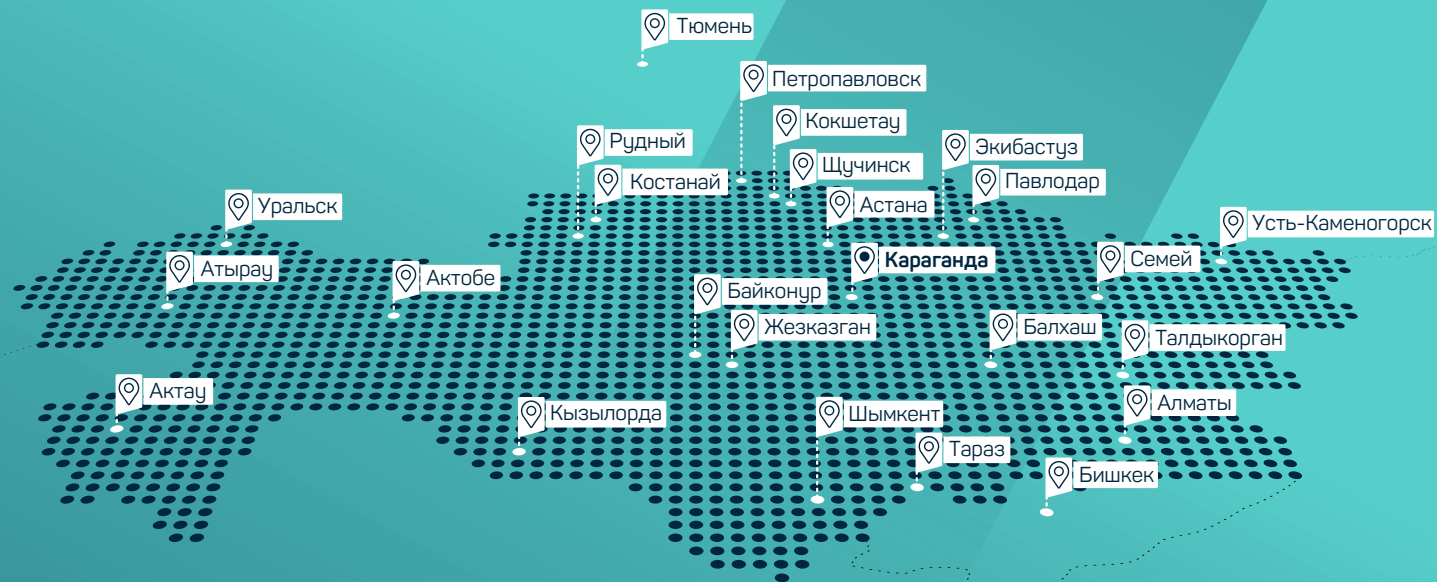 Тюмень
Петропавловск
Кокшетау
Рудный
Экибастуз
Щучинск
Костанай
Павлодар
Астана
Уральск
Усть-Каменогорск
Караганда
Семей
Атырау
Актобе
Байконур
Жезказган
Балхаш
Талдыкорган
Актау
Алматы
Кызылорда
Шымкент
Тараз
Бишкек